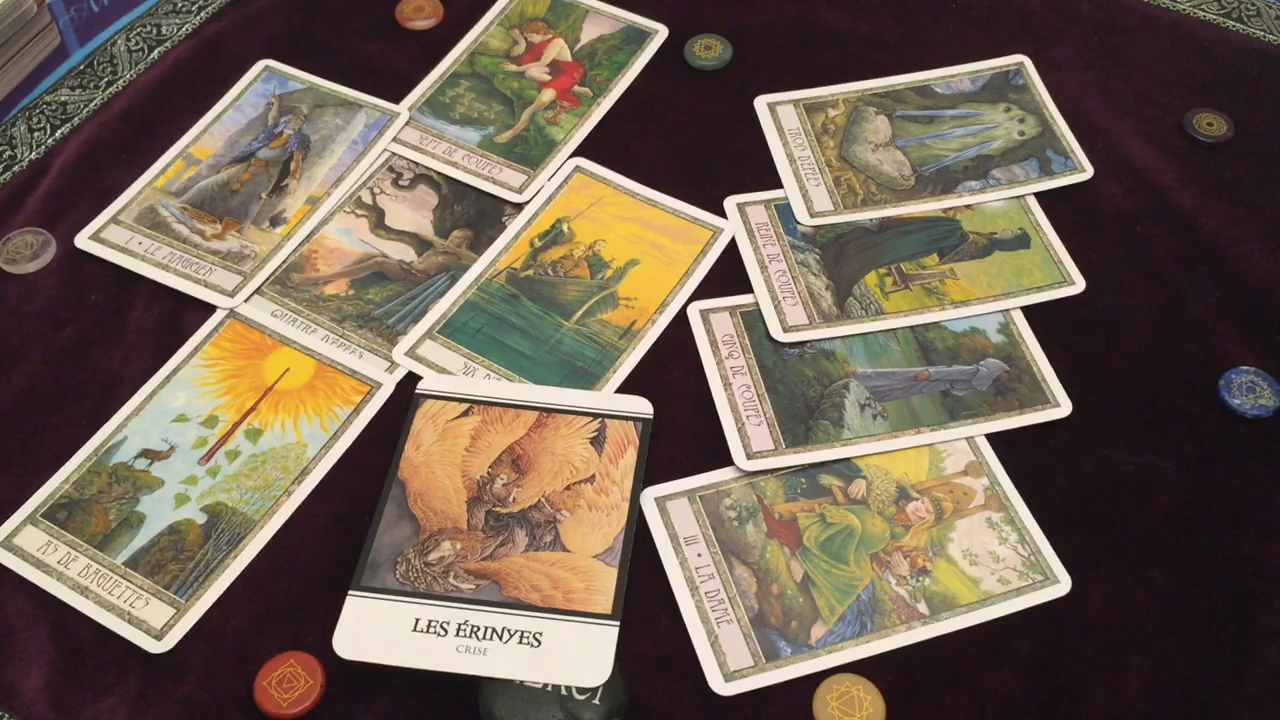 SEPT DE COUPES
I • LE MAGICIEN
QUATRE D'ÉPÉES
SIX
AS DE BAGUETTES
LES ÉRINYES
CRISE
TROIS D'ÉPÉES
REINE DE COUPES
CINQ DE COUPES
III • LA DAME